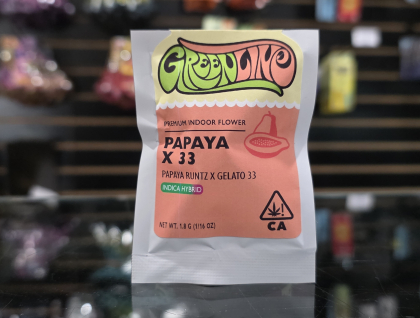 GREENLINE
PREMIUM INDOOR FLOWER
PAPAYA
X 33
PAPAYA RUNTZ X GELATO 33
INDICA HYBRID
NET WT. 1.8 G (1/16 OZ)
!
CA